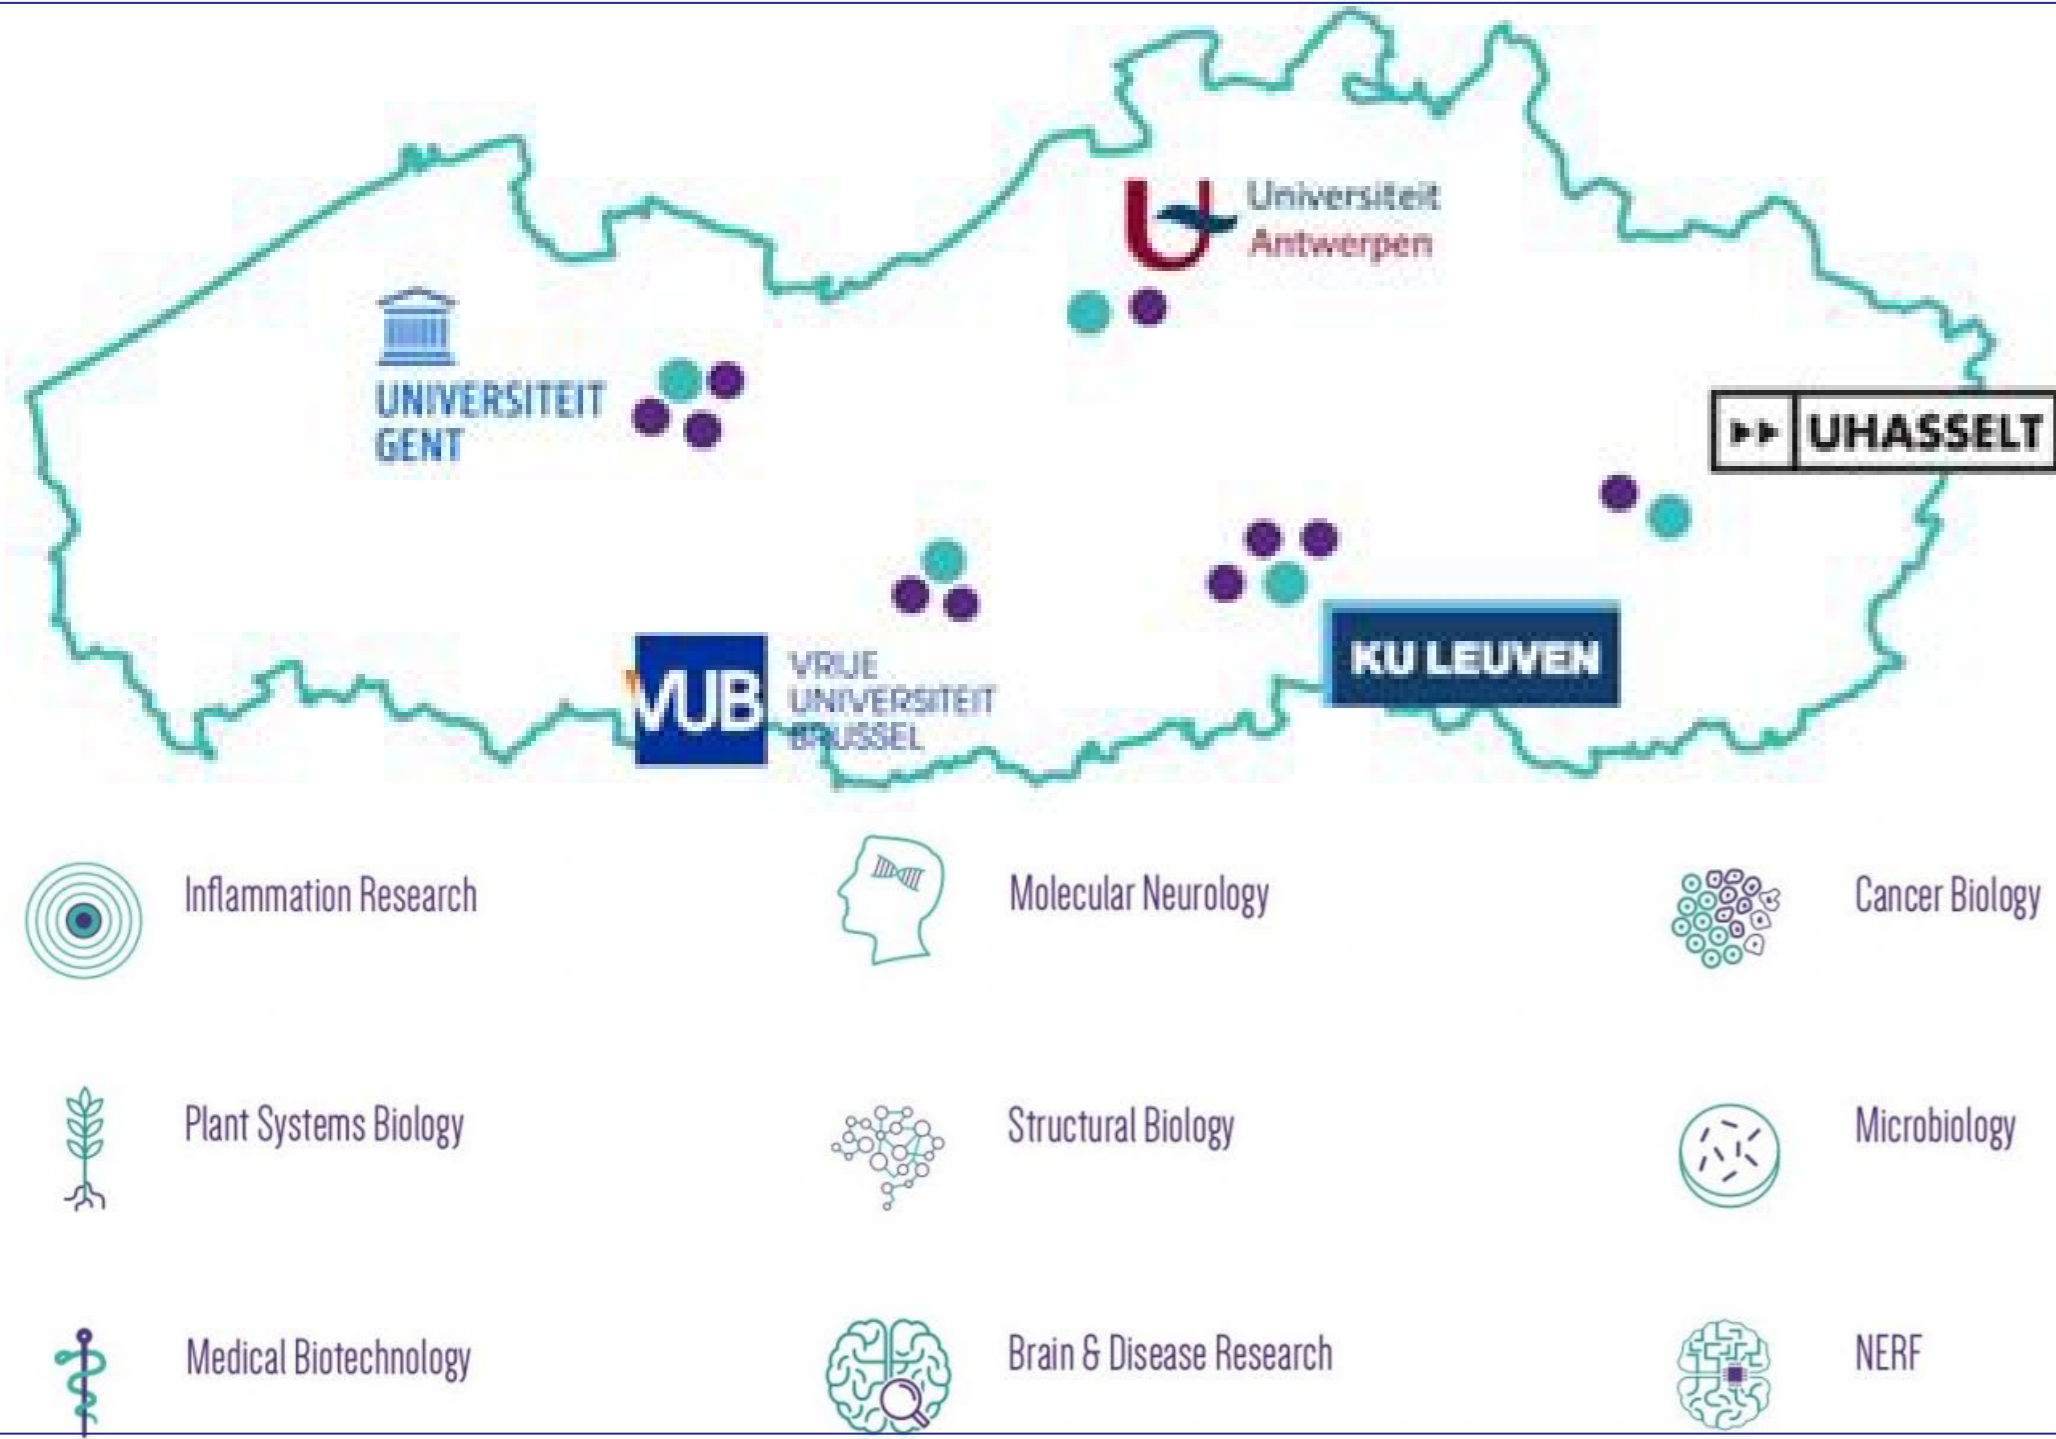 Universiteit
Antwerpen
UNIVERSITEIT
GENT
UHASSELT
KU LEUVEN
VUB
VRIJE
UNIVERSITEIT
BRUSSEL
Inflammation Research
Molecular Neurology
Cancer Biology
Plant Systems Biology
Structural Biology
Microbiology
Medical Biotechnology
Brain & Disease Research
NERF